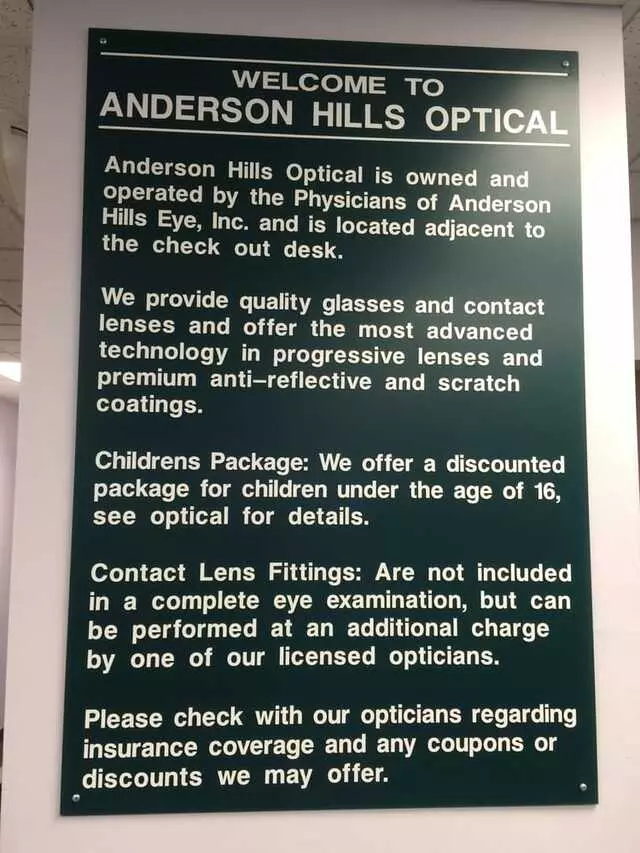 WELCOME TO
ANDERSON HILLS OPTICAL
Anderson Hills Optical is owned and
operated by the Physicians of Anderson
Hills Eye, Inc. and is located adjacent to
the check out desk.
We provide quality glasses and contact
lenses and offer the most advanced
technology in progressive lenses and
premium anti–reflective and scratch
coatings.
Childrens Package: We offer a discounted
package for children under the age of 16,
see optical for details.
Contact Lens Fittings: Are not included
in a complete eye examination, but can
be performed at an additional charge
by one of our licensed opticians.
Please check with our opticians regarding
insurance coverage and any coupons or
discounts we may offer.